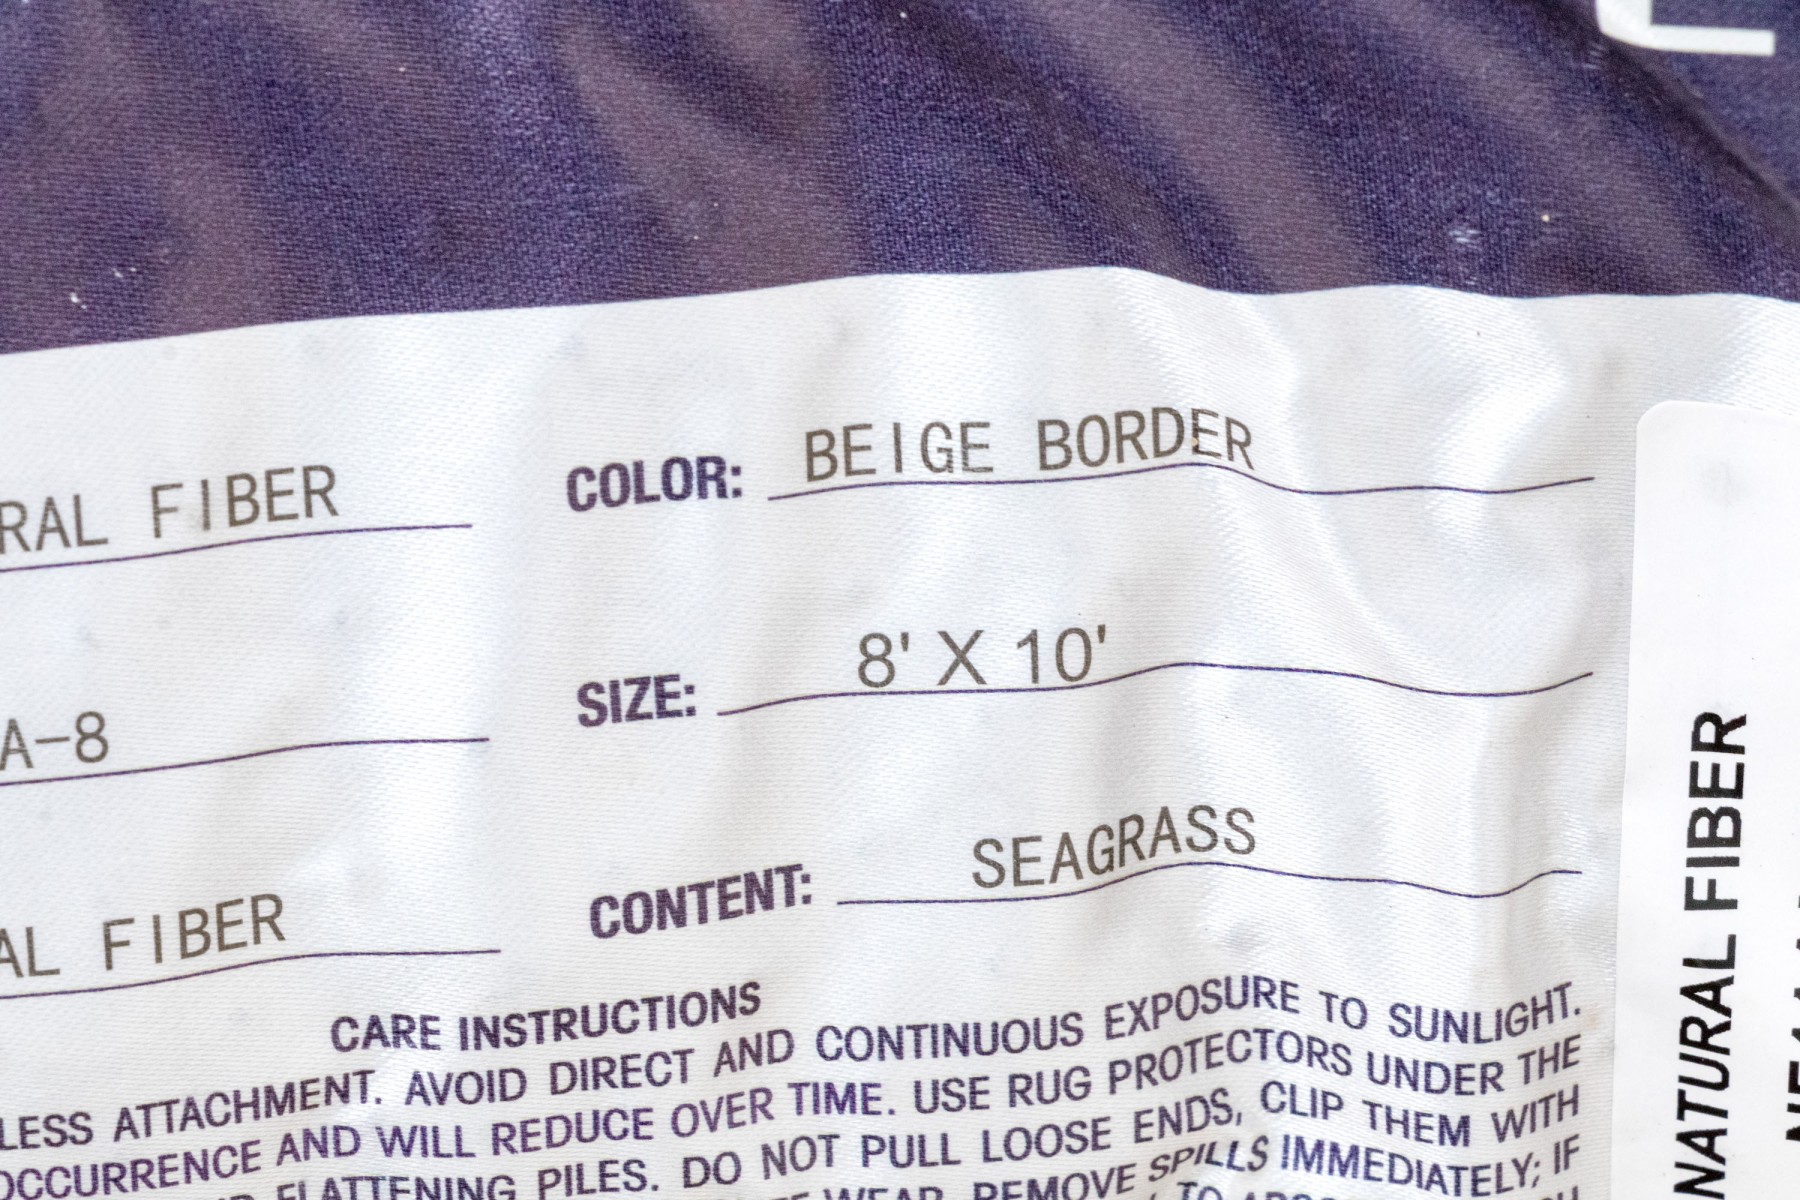 RAL FIBER
COLOR: BEIGE BORDER
A-8
SIZE: 8' X 10'
AL FIBER
CONTENT: SEAGRASS
CARE INSTRUCTIONS
LESS ATTACHMENT. AVOID DIRECT AND CONTINUOUS EXPOSURE TO SUNLIGHT.
OCCURRENCE AND WILL REDUCE OVER TIME. USE RUG PROTECTORS UNDER THE
FLATTENING PILES. DO NOT PULL LOOSE ENDS, CLIP THEM WITH
WEAR. REMOVE SPILLS IMMEDIATELY; IF
TO
NATURAL FIBER